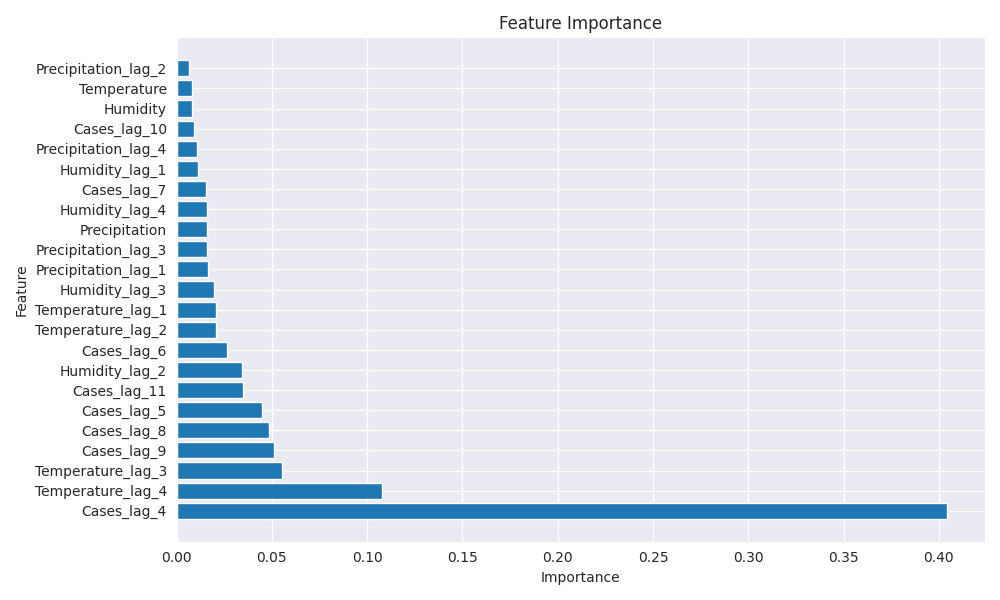 Feature Importance
Precipitation_lag_2
Temperature
Humidity
Cases_lag_10
Precipitation_lag_4
Humidity_lag_1
Cases_lag_7
Humidity_lag_4
Precipitation
Precipitation_lag_3
Precipitation_lag_1
Humidity_lag_3
Temperature_lag_1
Temperature_lag_2
Cases_lag_6
Humidity_lag_2
Cases_lag_11
Cases_lag_5
Cases_lag_8
Cases_lag_9
Temperature_lag_3
Temperature_lag_4
Cases_lag_4
Feature
0.00 0.05 0.10 0.15 0.20 0.25 0.30 0.35 0.40
Importance